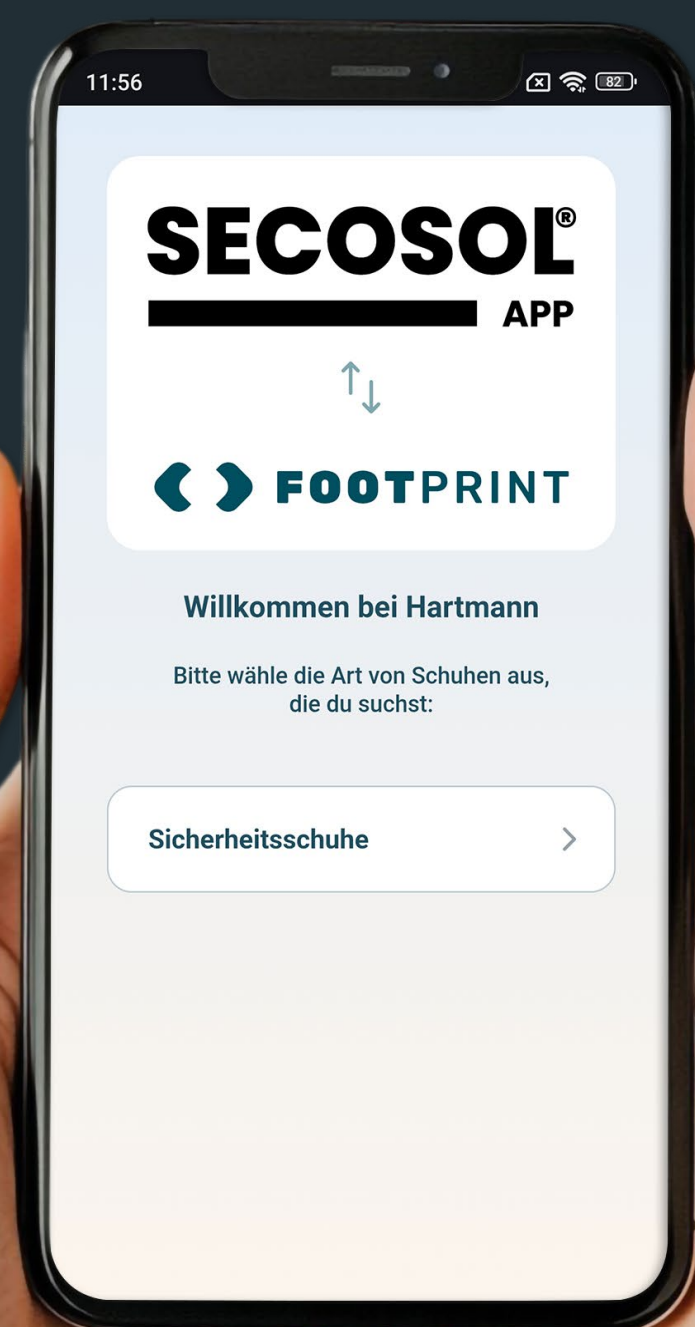 11:56
82
SECOSOL®
APP
FOOTPRINT
Willkommen bei Hartmann
Bitte wähle die Art von Schuhen aus,
die du suchst:
Sicherheitsschuhe